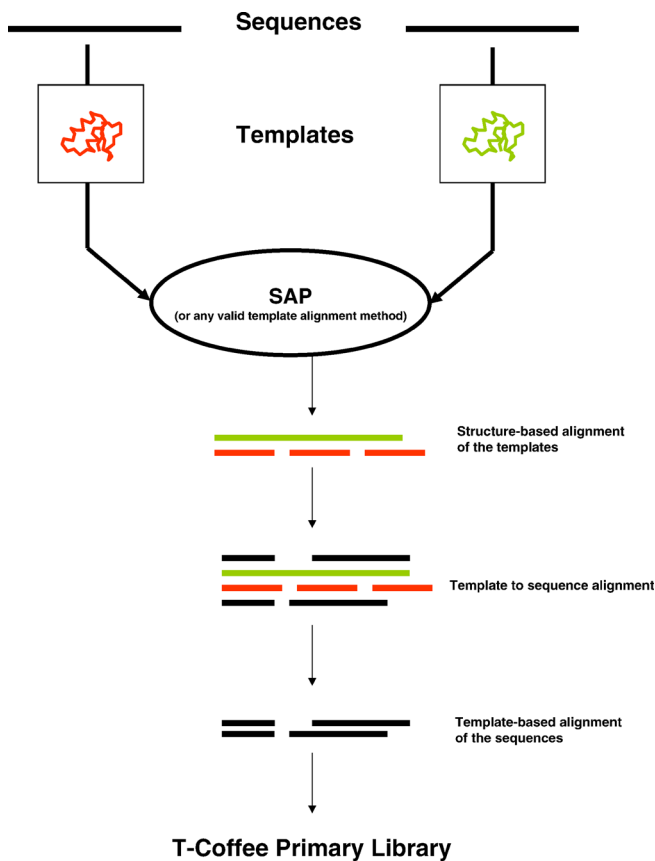 Sequences
Templates
SAP
(or any valid template alignment method)
Structure-based alignment
of the templates
Template to sequence alignment
Template-based alignment
of the sequences
T-Coffee Primary Library